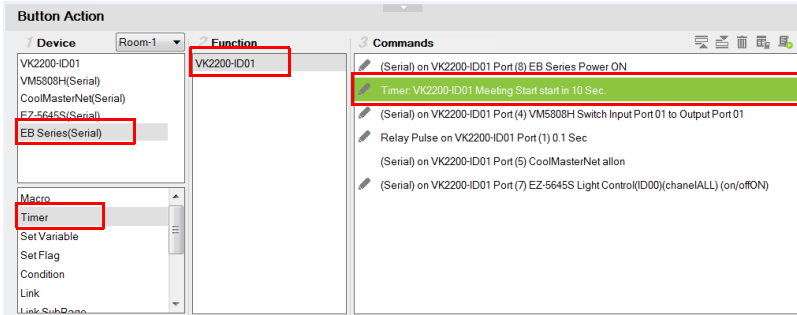 Button Action
1 Device
Room-1
2 Function
3 Commands
VK2200-ID01
VM5808H(Serial)
CoolMasterNet(Serial)
EZ-5645S(Serial)
EB Series(Serial)
Macro
Timer
Set Variable
Set Flag
Condition
Link
Link SubPage
VK2200-ID01
(Serial) on VK2200-ID01 Port (8) EB Series Power ON
Timer: VK2200-ID01 Meeting Start start in 10 Sec.
(Serial) on VK2200-ID01 Port (4) VM5808H Switch Input Port 01 to Output Port 01
Relay Pulse on VK2200-ID01 Port (1) 0.1 Sec
(Serial) on VK2200-ID01 Port (5) CoolMasterNet allon
(Serial) on VK2200-ID01 Port (7) EZ-5645S Light Control(ID00)(chanelALL) (on/offON)